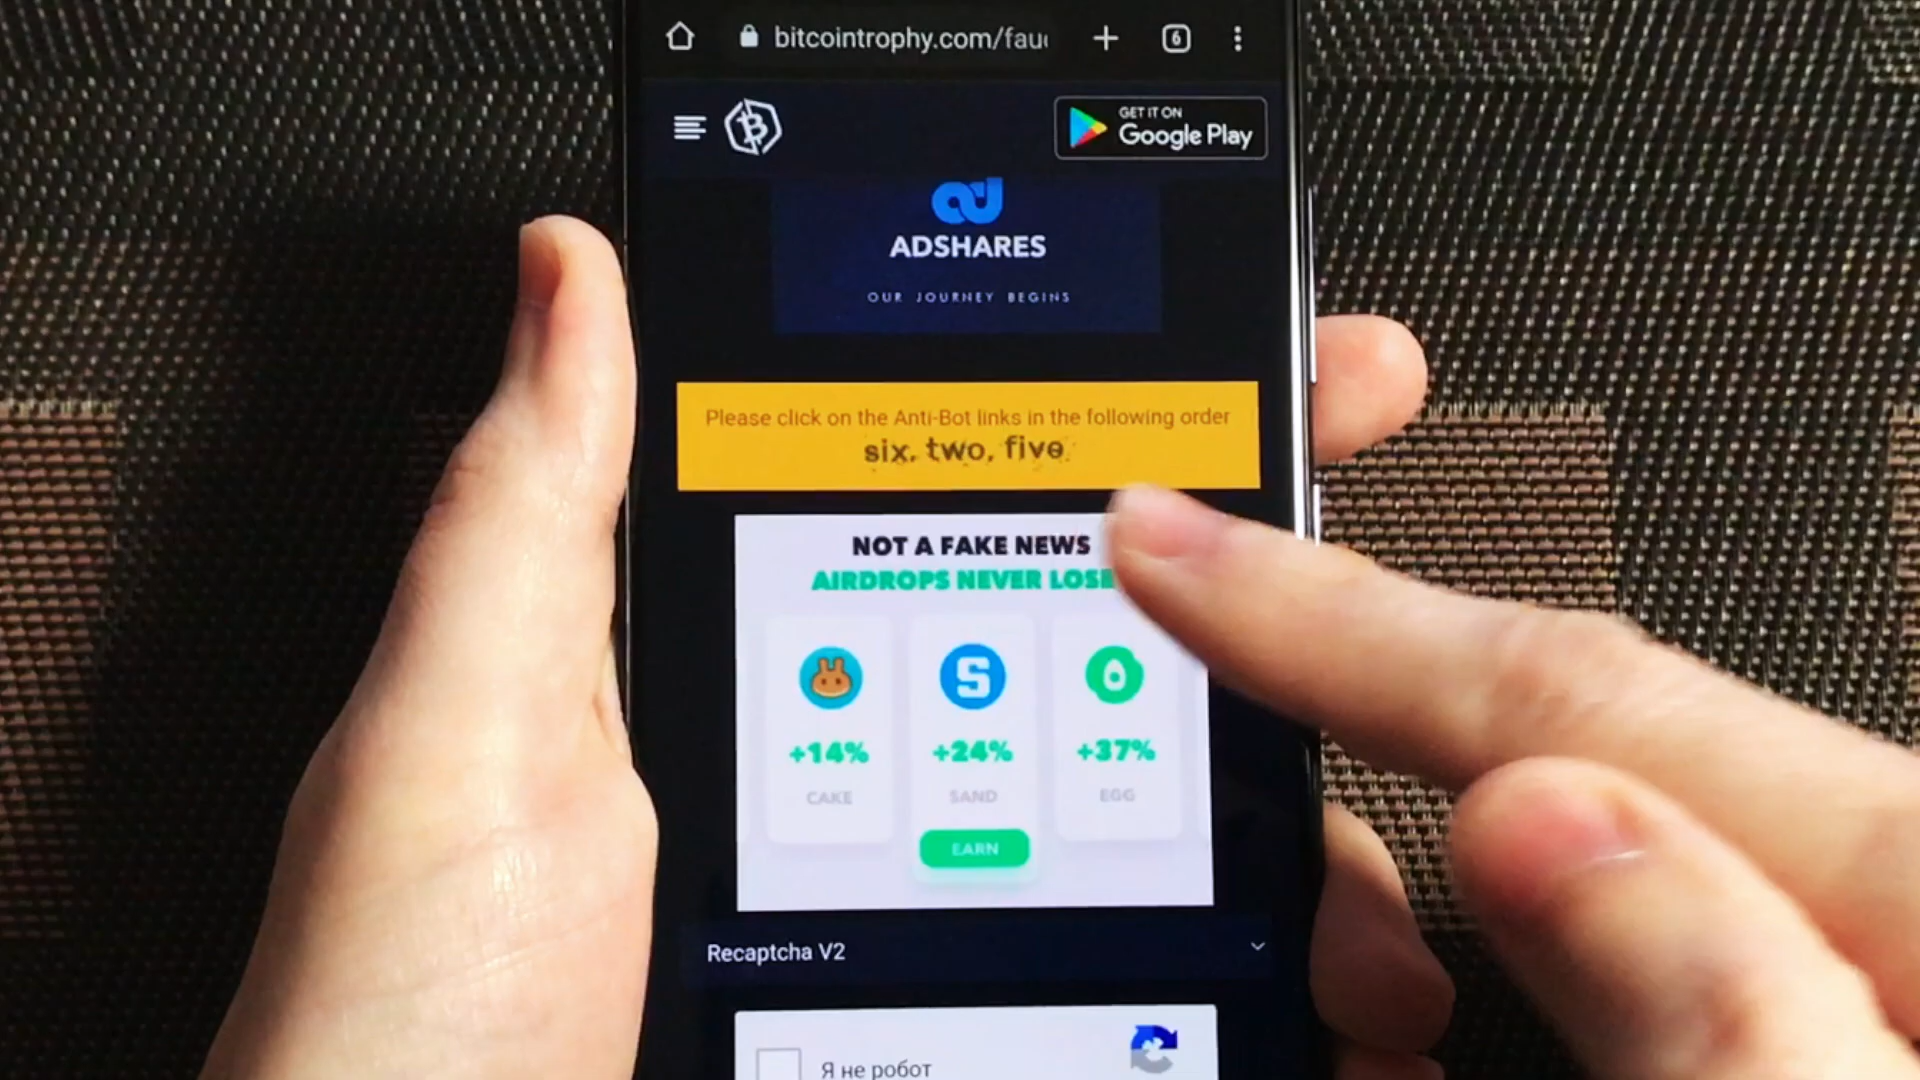 bitcointrophy.com/fau
6
GET IT ON
Google Play
ADSHARES
OUR JOURNEY BEGINS
Please click on the Anti-Bot links in the following order
six, two, five
NOT A FAKE NEWS
AIRDROPS NEVER LOSE
+14% +24% +37%
CAKE SAND EGG
EARN
Recaptcha V2
Я не робот